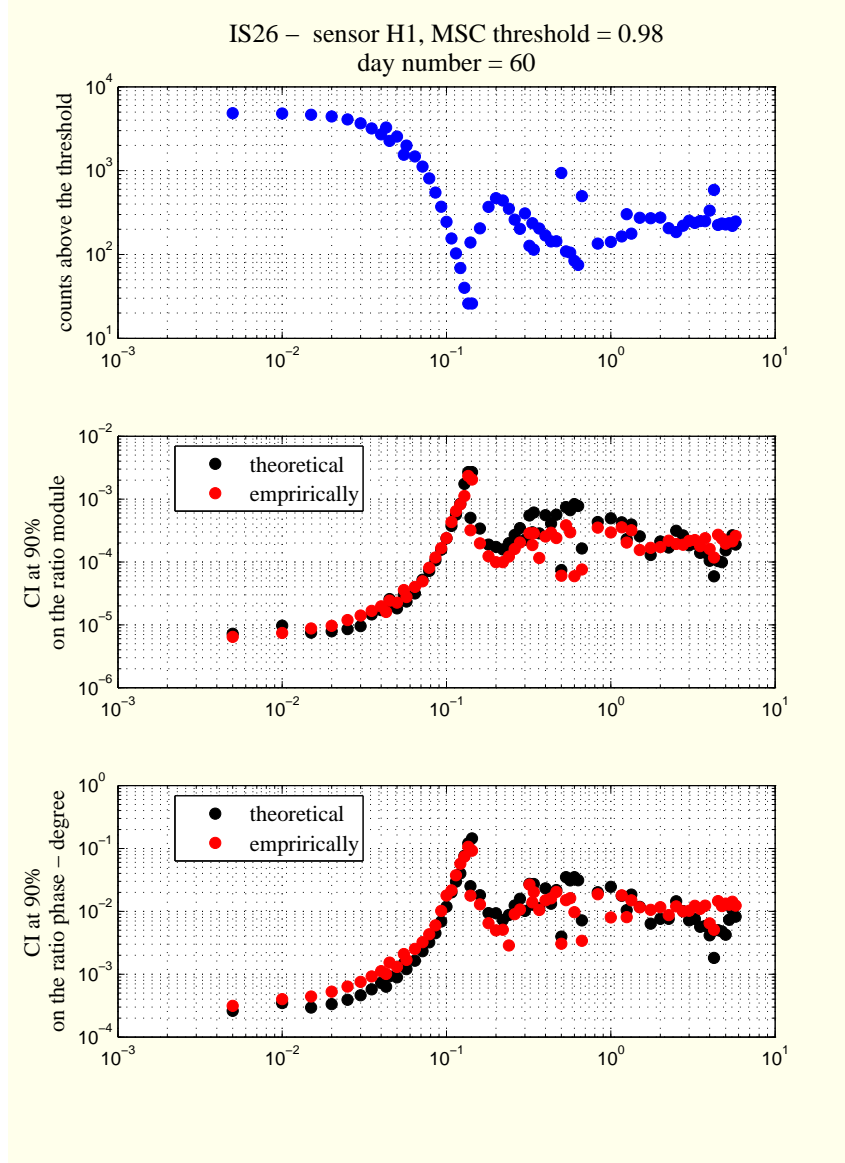 IS26 – sensor H1, MSC threshold = 0.98
day number = 60
counts above the threshold
10^4
10^3
10^2
10^1
10^-3 10^-2 10^-1 10^0 10^1
CI at 90%
on the ratio module
10^-2
10^-3
10^-4
10^-5
10^-6
theoretical
emprirically
10^-3 10^-2 10^-1 10^0 10^1
CI at 90%
on the ratio phase – degree
10^0
10^-1
10^-2
10^-3
10^-4
theoretical
emprirically
10^-3 10^-2 10^-1 10^0 10^1